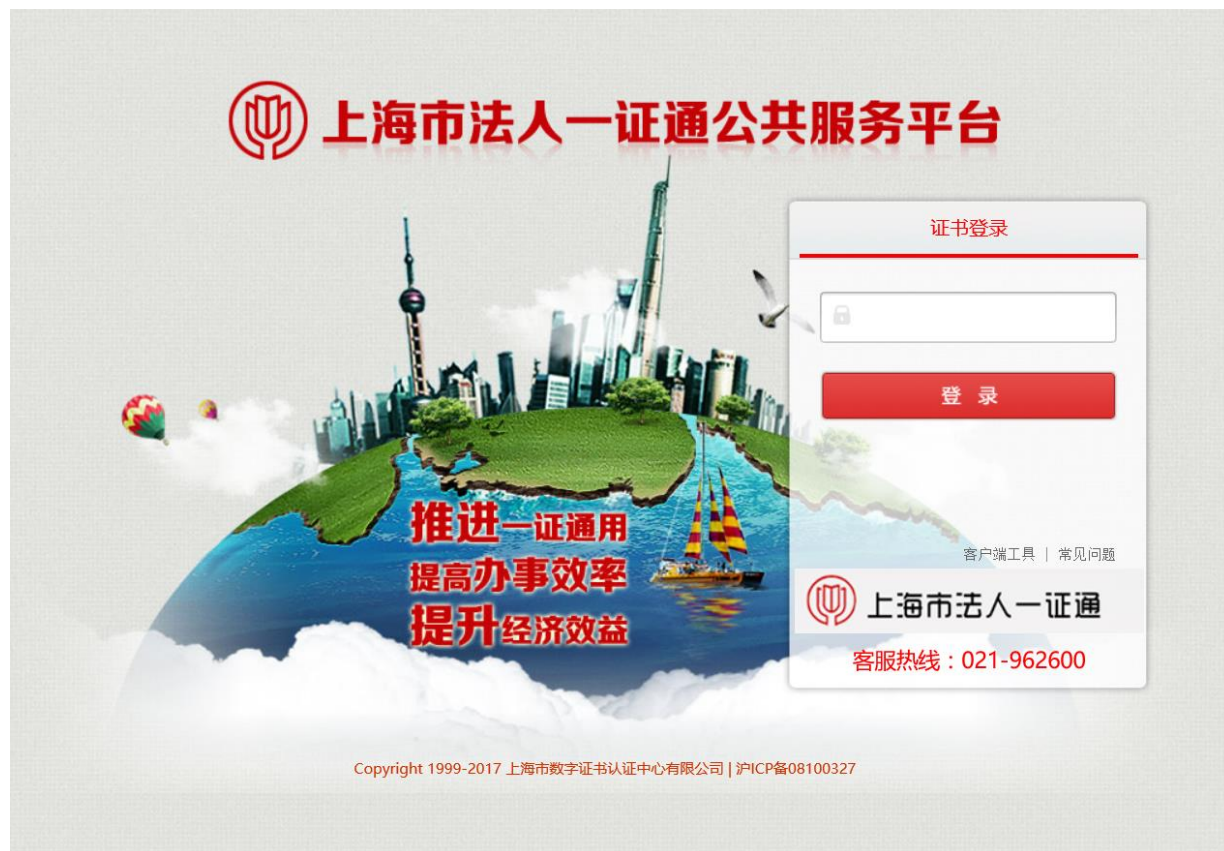 上海市法人一证通公共服务平台
证书登录
登 录
推进一证通用
提高办事效率
提升经济效益
客户端工具 | 常见问题
上海市法人一证通
客服热线：021-962600
Copyright 1999-2017 上海市数字证书认证中心有限公司 | 沪ICP备08100327